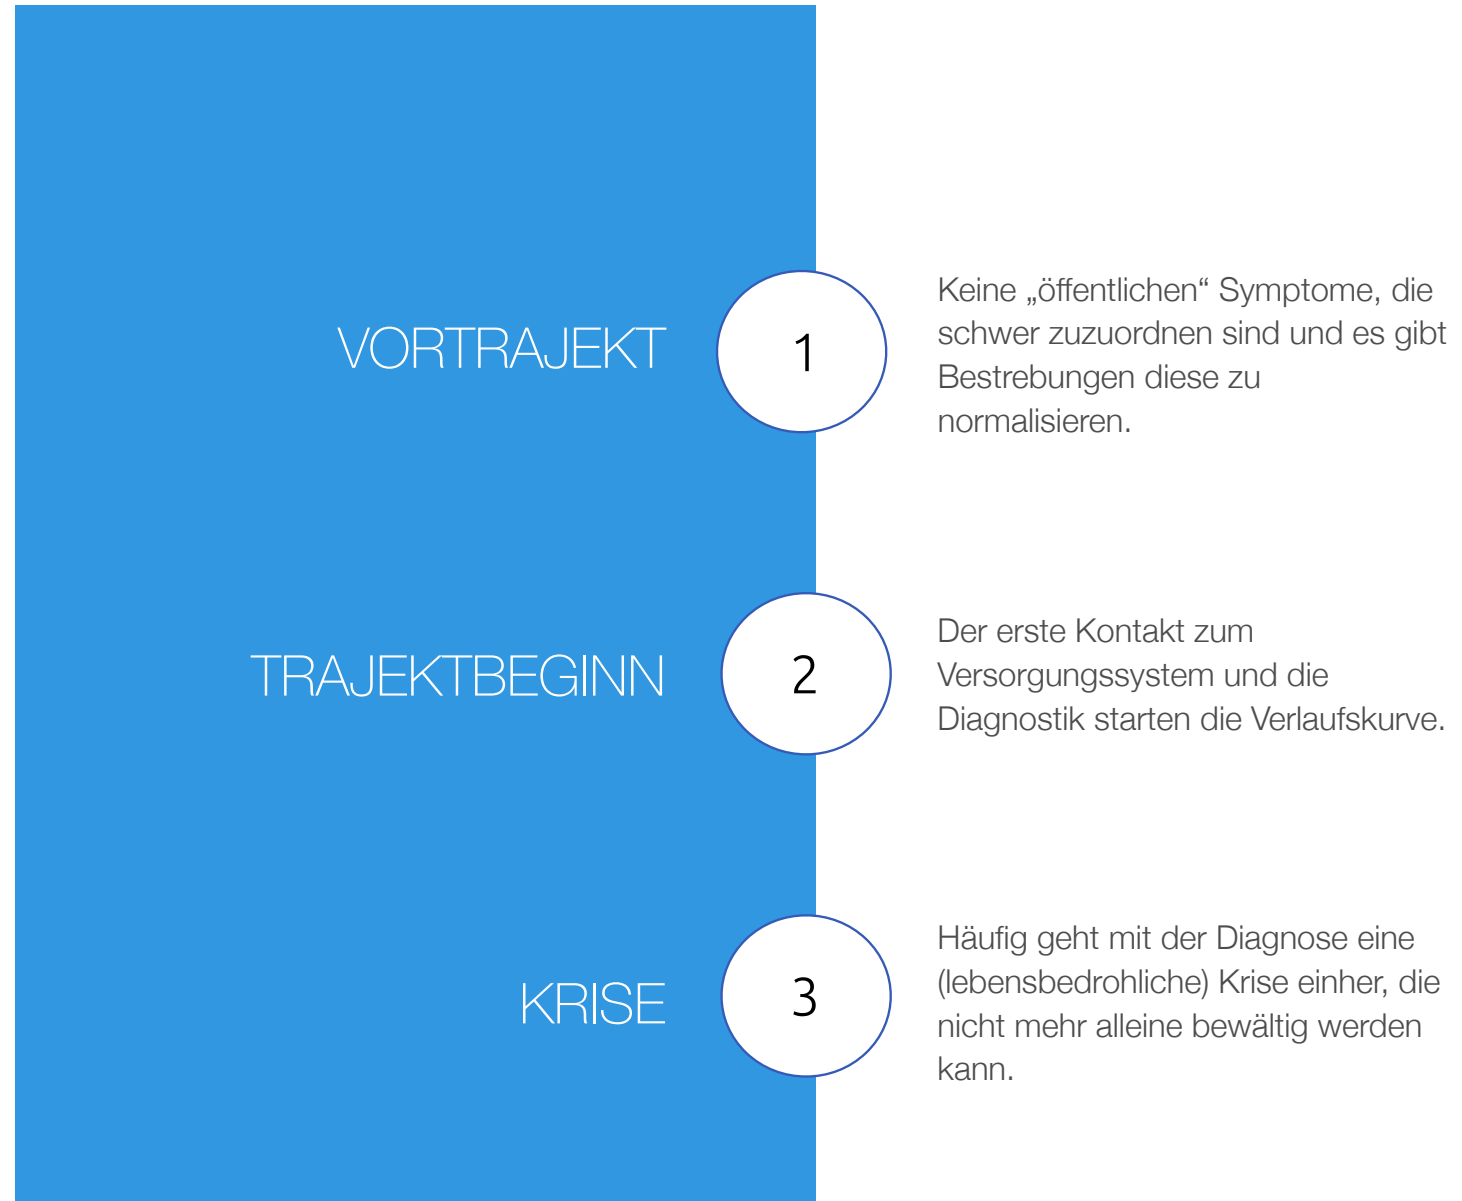 VORTRAJEKT
1
Keine „öffentlichen“ Symptome, die
schwer zuzuordnen sind und es gibt
Bestrebungen diese zu
normalisieren.
TRAJEKTBEGINN
2
Der erste Kontakt zum
Versorgungssystem und die
Diagnostik starten die Verlaufskurve.
KRISE
3
Häufig geht mit der Diagnose eine
(lebensbedrohliche) Krise einher, die
nicht mehr alleine bewältig werden
kann.